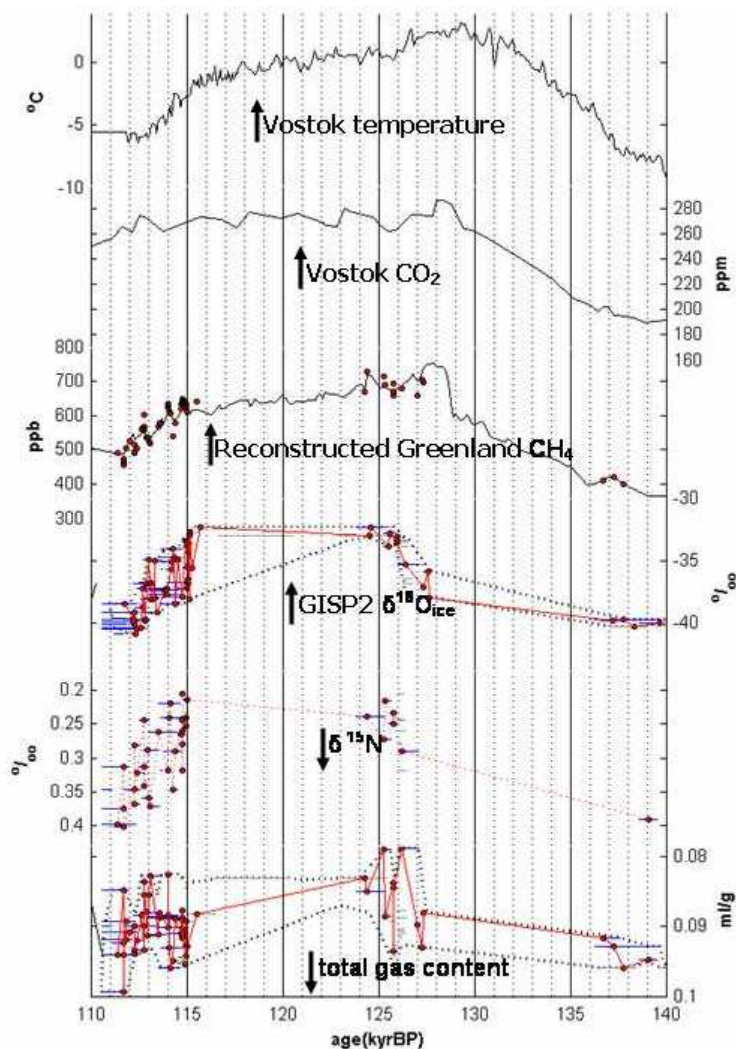 0
-5
-10
°C
Vostok temperature
280
260
240
220
200
180
160
ppm
Vostok CO2
800
700
600
500
400
300
ppb
Reconstructed Greenland CH4
-30
-35
-40
o/oo
GISP2 δ18Oice
0.2
0.25
0.3
0.35
0.4
o/oo
δ 15N
0.08
0.09
0.1
ml/g
total gas content
110 115 120 125 130 135 140
age(kyrBP)